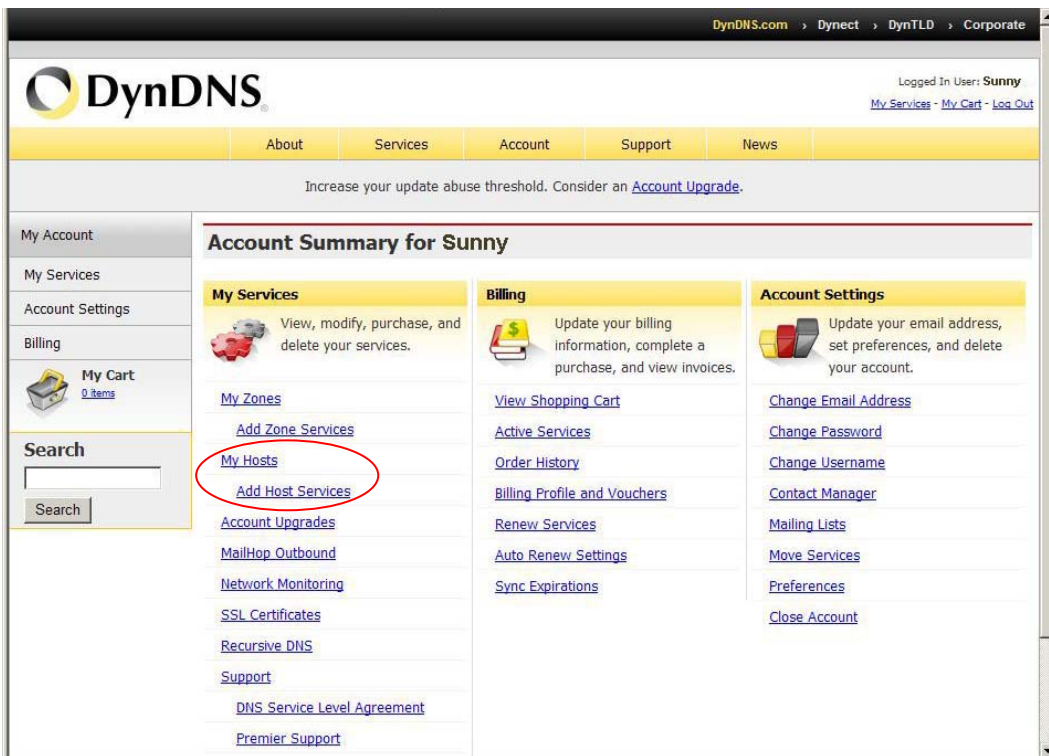 DynDNS.com › Dynect › DynTLD › Corporate
DynDNS
Logged In User: Sunny
My Services - My Cart - Log Out
About Services Account Support News
Increase your update abuse threshold. Consider an Account Upgrade.
My Account
My Services
Account Settings
Billing
My Cart
0 items
Search
Search
Account Summary for Sunny
My Services
View, modify, purchase, and
delete your services.
My Zones
Add Zone Services
My Hosts
Add Host Services
Account Upgrades
MailHop Outbound
Network Monitoring
SSL Certificates
Recursive DNS
Support
DNS Service Level Agreement
Premier Support
Billing
Update your billing
information, complete a
purchase, and view invoices.
View Shopping Cart
Active Services
Order History
Billing Profile and Vouchers
Renew Services
Auto Renew Settings
Sync Expirations
Account Settings
Update your email address,
set preferences, and delete
your account.
Change Email Address
Change Password
Change Username
Contact Manager
Mailing Lists
Move Services
Preferences
Close Account